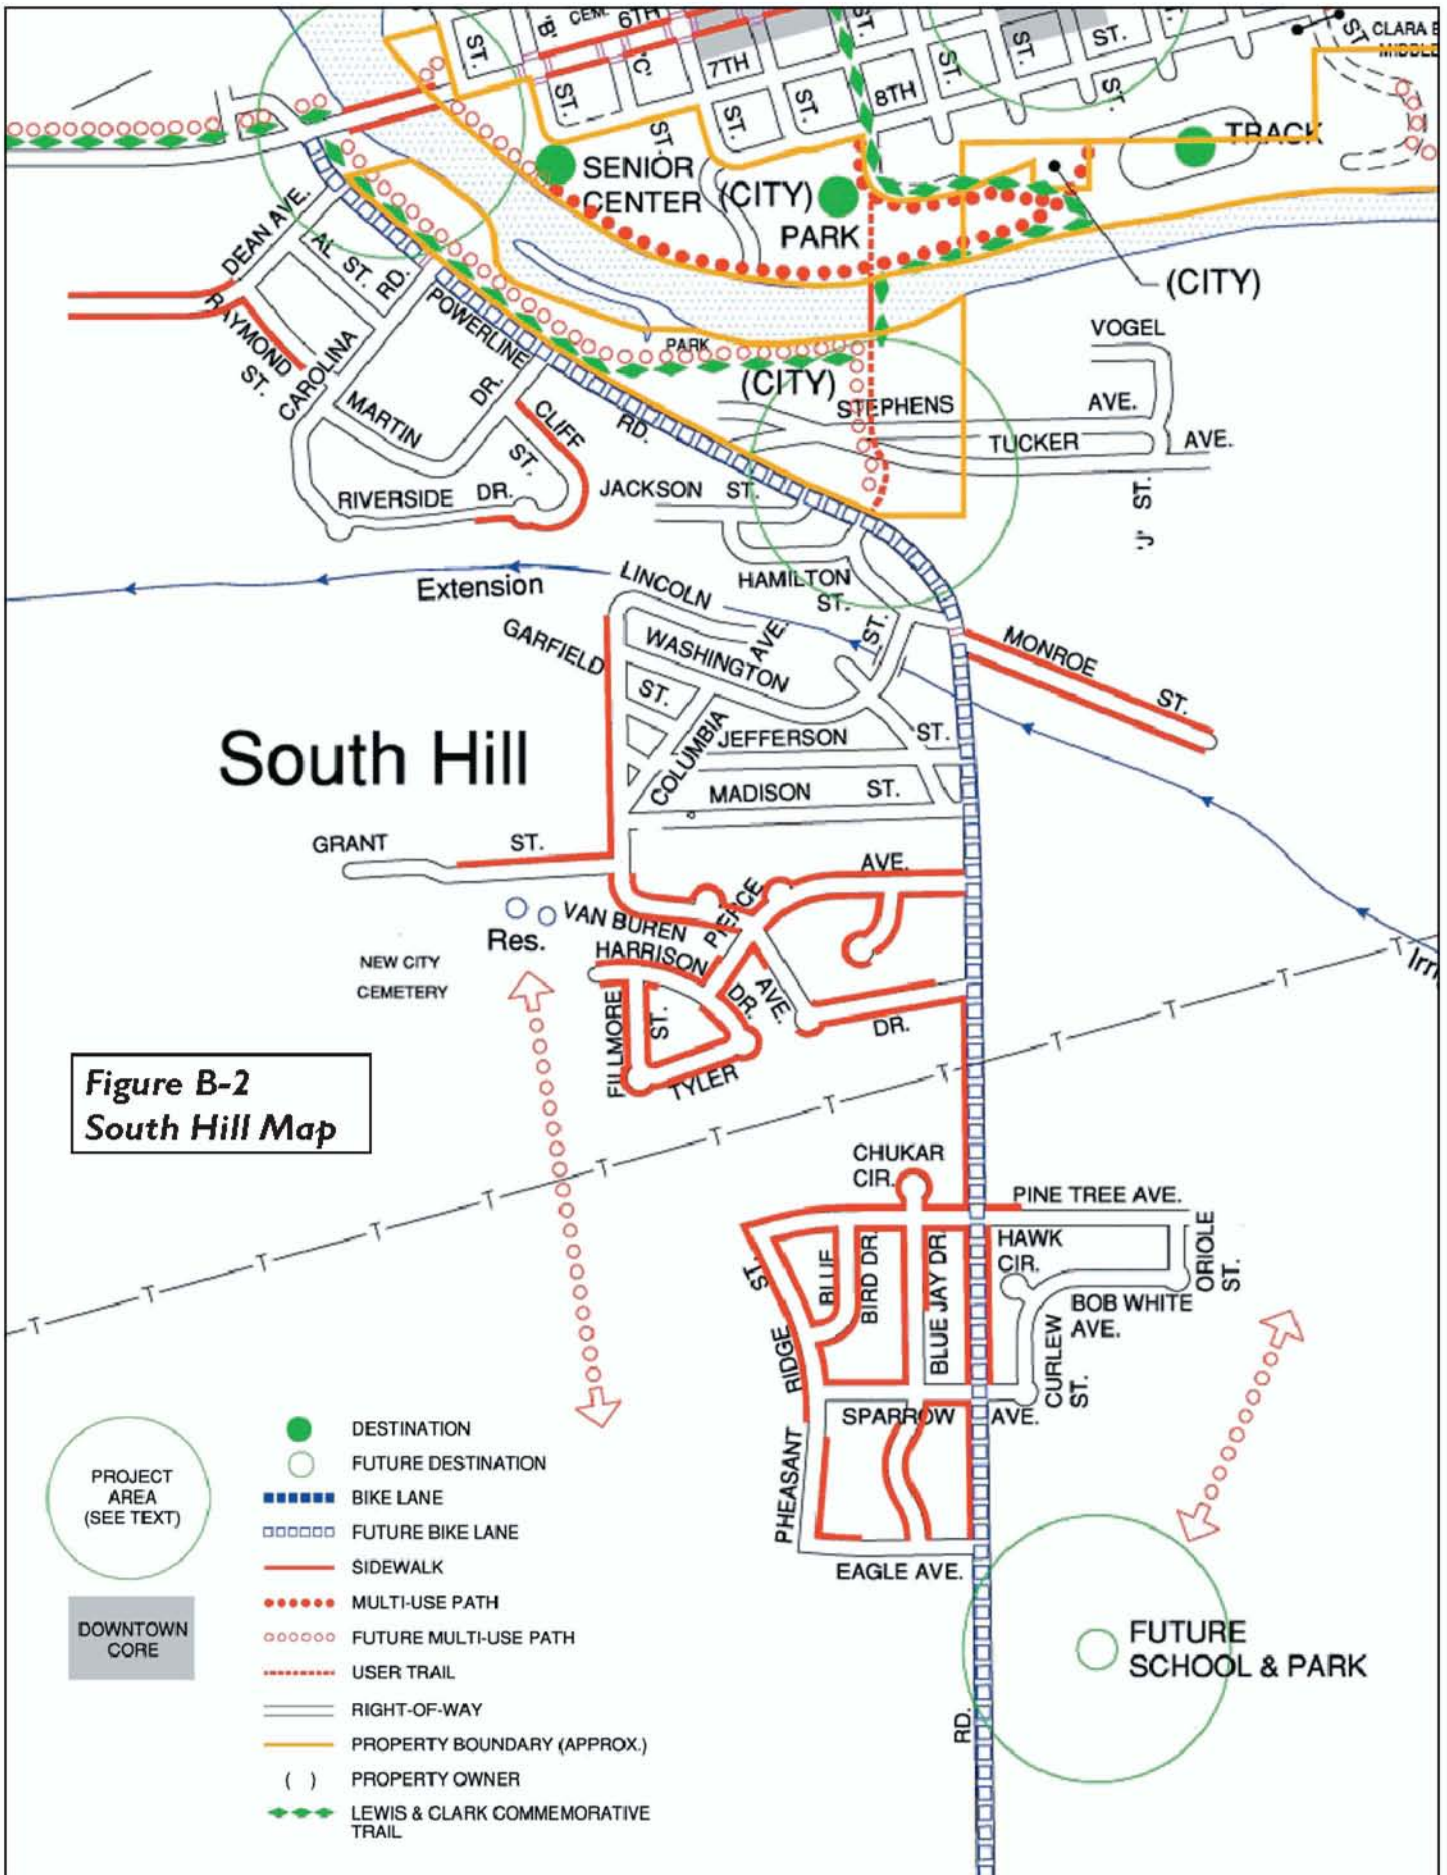 'B'
CEM.
6TH
ST.
CLARA B
MIDDLE
ST.
'C'
7TH
ST.
ST.
ST.
ST.
8TH
ST.
ST.
ST.
ST.
ST.
TRACK
SENIOR
CENTER
(CITY)
PARK
(CITY)
DEAN AVE.
AL
ST.
RD.
POWERLINE
RAYMOND
ST.
CAROLINA
MARTIN
DR.
CLIFF
ST.
RIVERSIDE DR.
PARK
(CITY)
VOGEL
STEPHENS AVE.
TUCKER AVE.
RD.
JACKSON ST.
'J' ST.
HAMILTON
ST.
Extension
LINCOLN
AVE.
ST.
GARFIELD
WASHINGTON
ST.
MONROE ST.
South Hill
COLUMBIA
JEFFERSON ST.
MADISON ST.
GRANT ST.
AVE.
PIERCE
VAN BUREN
Res.
HARRISON
NEW CITY
CEMETERY
DR.
AVE.
DR.
FILLMORE
ST.
TYLER
Irri
T T T T T T T T T T T T T
Figure B-2
South Hill Map
CHUKAR
CIR.
PINE TREE AVE.
HAWK
CIR.
ORIOLE
ST.
ST.
BLUE
BIRD DR.
BLUE JAY DR.
BOB WHITE
AVE.
CURLEW
ST.
RIDGE
SPARROW AVE.
PHEASANT
EAGLE AVE.
FUTURE
SCHOOL & PARK
RD.
PROJECT
AREA
(SEE TEXT)
DOWNTOWN
CORE
DESTINATION
FUTURE DESTINATION
BIKE LANE
FUTURE BIKE LANE
SIDEWALK
MULTI-USE PATH
FUTURE MULTI-USE PATH
USER TRAIL
RIGHT-OF-WAY
PROPERTY BOUNDARY (APPROX.)
( ) PROPERTY OWNER
LEWIS & CLARK COMMEMORATIVE
TRAIL